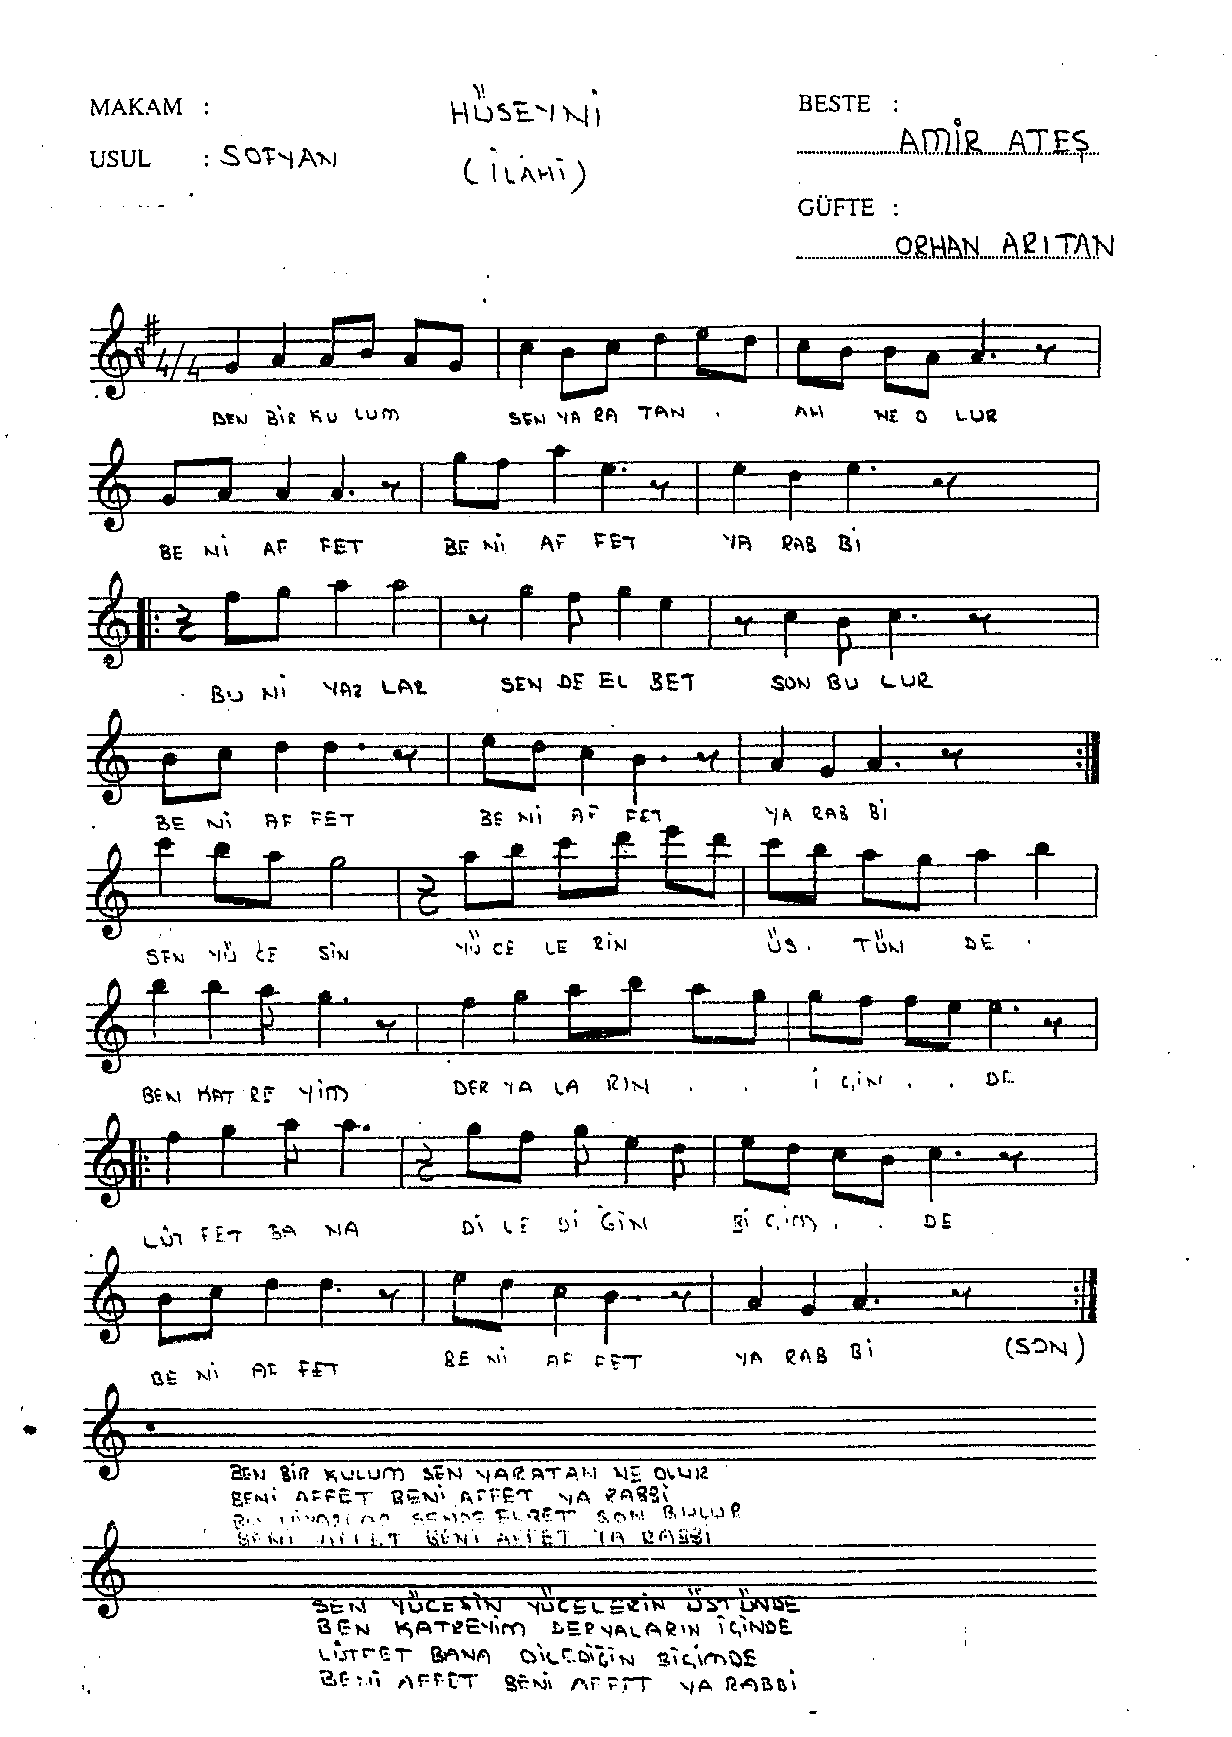 MAKAM :
HÜSEYNİ
BESTE :
AMİR ATEŞ
USUL : SOFYAN
(İLAHİ)
GÜFTE :
ORHAN ARITAN
4/4
BEN BİR KU LUM SEN YA RA TAN . AH NE O LUR
BE Nİ AF FET BE Nİ AF FET YA RAB Bİ
BU Nİ YAZ LAR SEN DE EL BET SON BU LUR
BE Nİ AF FET BE Nİ AF FET YA RAB Bİ
SEN YÜ CE SİN YÜ CE LE RİN ÜS . TÜN DE .
BEN KAT RE YİM DER YA LA RIN . . İ ÇİN . . DE
LÜT FET BA NA Dİ LE Dİ ĞİN Bİ ÇİM . . DE
BE Nİ AF FET BE Nİ AF FET YA RAB Bİ (SON)
BEN BİR KULUM SEN YARATAN NE OLUR
BENİ AFFET BENİ AFFET YA RABBİ
BU NİYAZLAR SENDE ELBET SON BULUR
BENİ AFFET BENİ AFFET YA RABBİ
SEN YÜCESİN YÜCELERİN ÜSTÜNDE
BEN KATREYİM DERYALARIN İÇİNDE
LÜTFET BANA DİLEDİĞİN BİÇİMDE
BENİ AFFET BENİ AFFET YA RABBİ